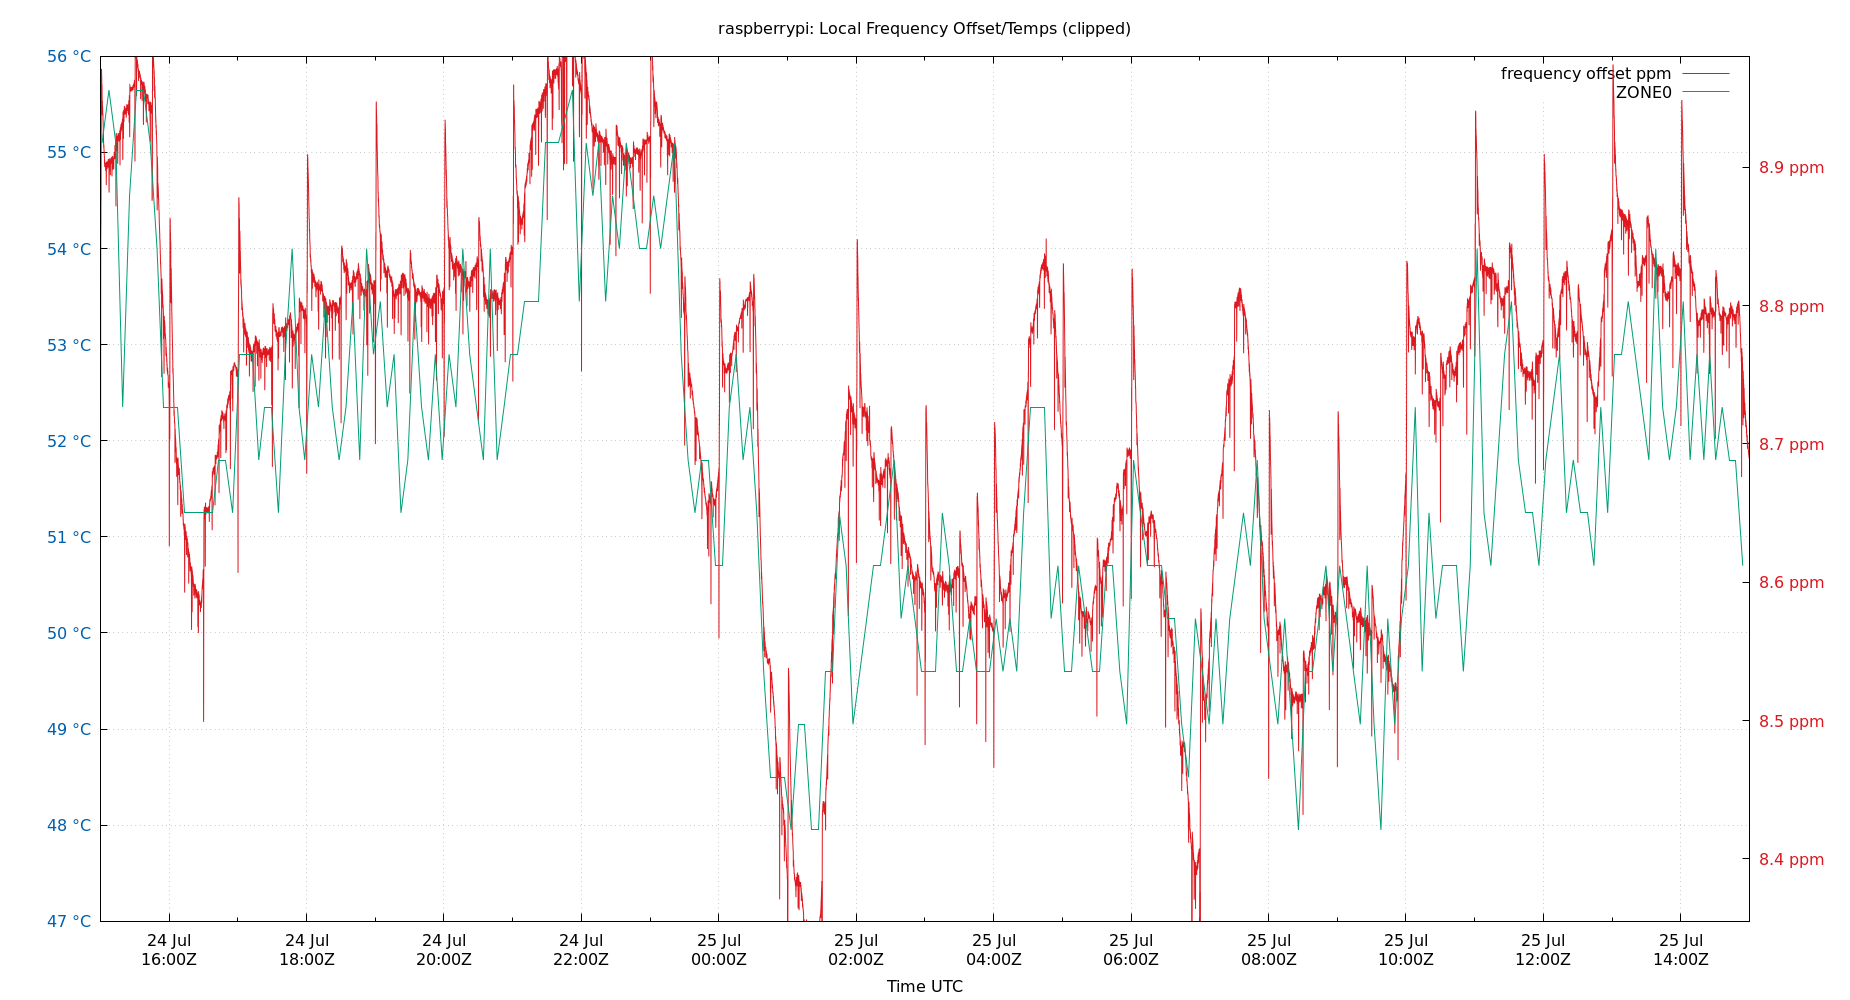 raspberrypi: Local Frequency Offset/Temps (clipped)
56 °C
55 °C
54 °C
53 °C
52 °C
51 °C
50 °C
49 °C
48 °C
47 °C
frequency offset ppm
ZONE0
8.9 ppm
8.8 ppm
8.7 ppm
8.6 ppm
8.5 ppm
8.4 ppm
24 Jul 24 Jul 24 Jul 24 Jul 25 Jul 25 Jul 25 Jul 25 Jul 25 Jul 25 Jul 25 Jul 25 Jul
16:00Z 18:00Z 20:00Z 22:00Z 00:00Z 02:00Z 04:00Z 06:00Z 08:00Z 10:00Z 12:00Z 14:00Z
Time UTC